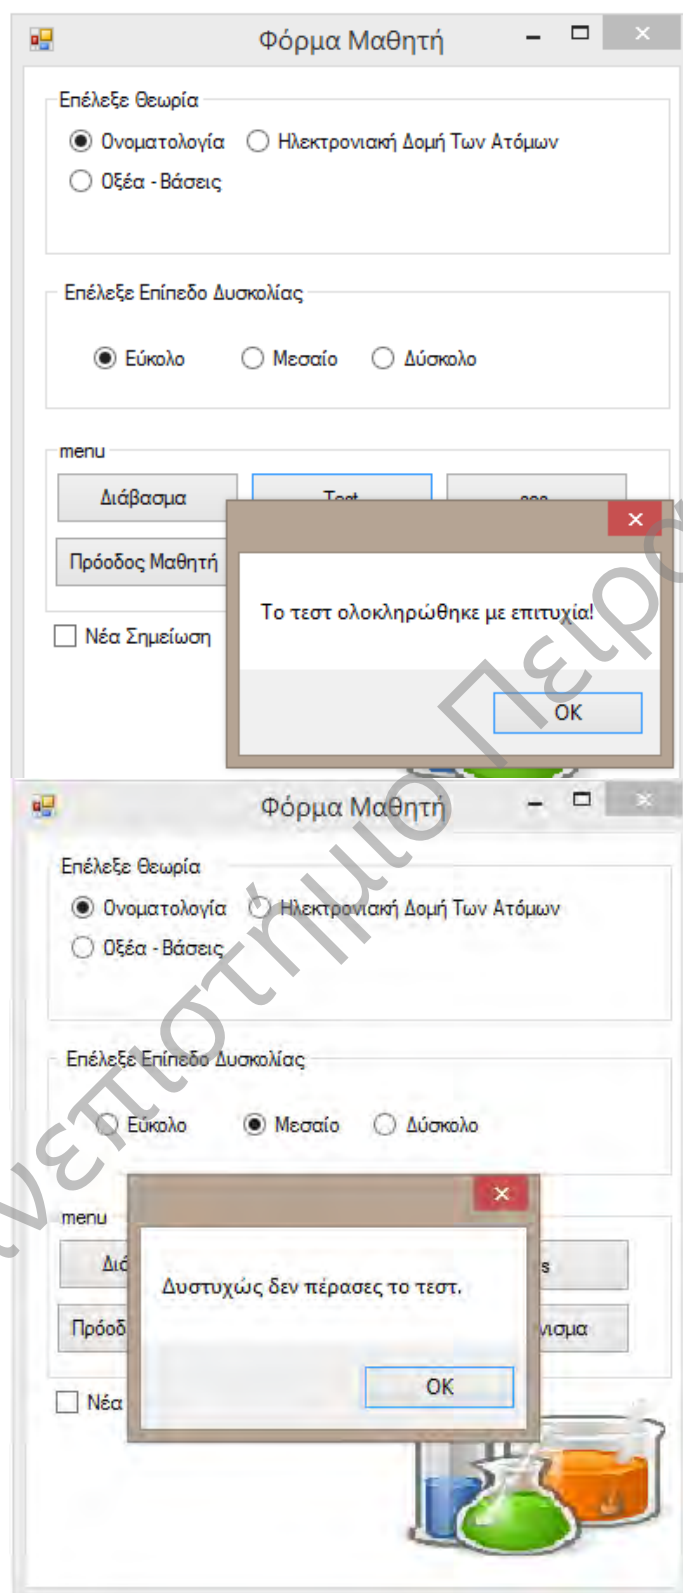 Φόρμα Μαθητή
Επέλεξε Θεωρία
Ονοματολογία Ηλεκτρονιακή Δομή Των Ατόμων
Οξέα - Βάσεις
Επέλεξε Επίπεδο Δυσκολίας
Εύκολο Μεσαίο Δύσκολο
menu
Διάβασμα Test
Πρόοδος Μαθητή
Το τεστ ολοκληρώθηκε με επιτυχία!
Νέα Σημείωση
OK
Φόρμα Μαθητή
Επέλεξε Θεωρία
Ονοματολογία Ηλεκτρονιακή Δομή Των Ατόμων
Οξέα - Βάσεις
Επέλεξε Επίπεδο Δυσκολίας
Εύκολο Μεσαίο Δύσκολο
menu
Δυστυχώς δεν πέρασες το τεστ.
OK
Νέα